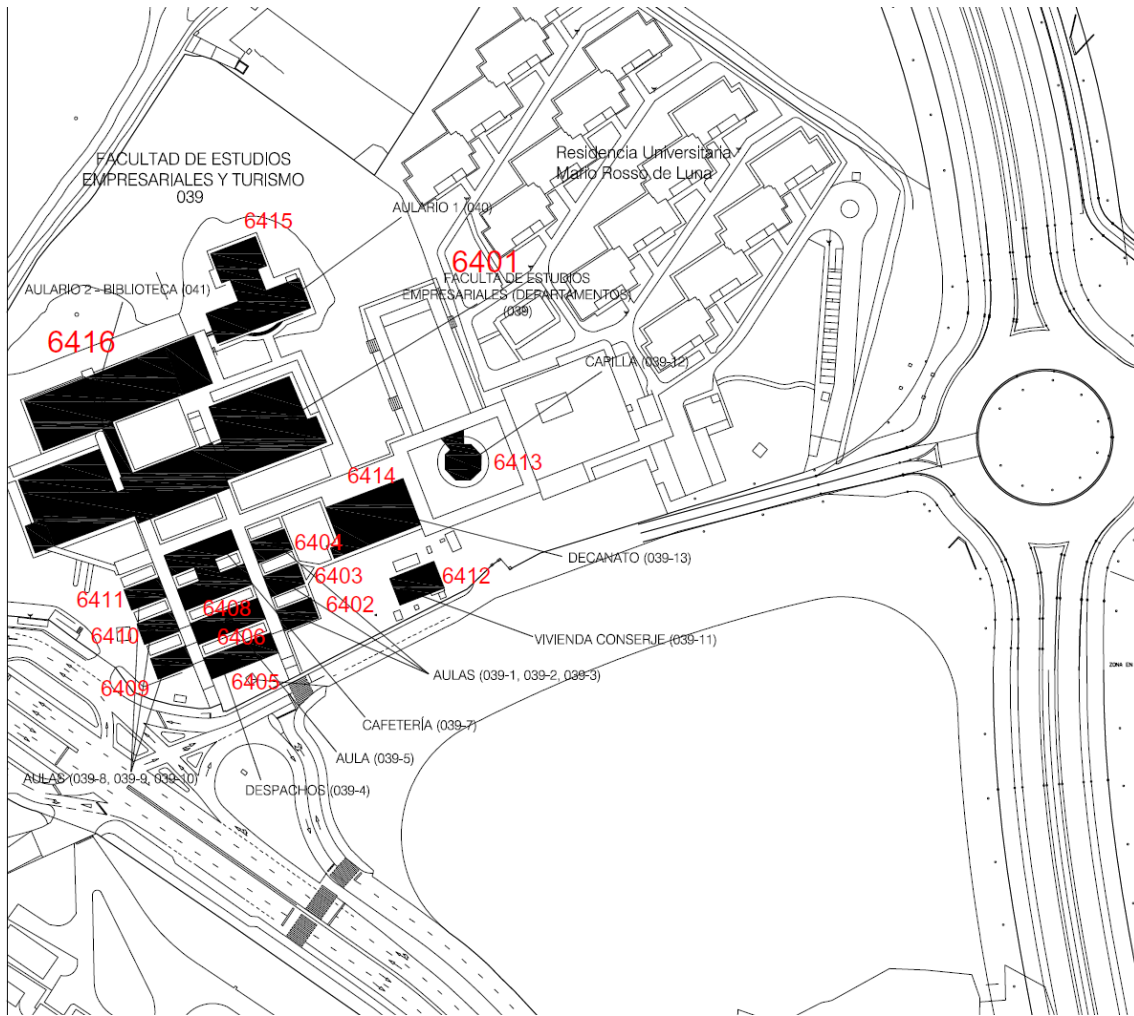 Residencia Universitaria
Mario Rosso de Luna
FACULTAD DE ESTUDIOS
EMPRESARIALES Y TURISMO
039
AULARIO 1 (040)
6415
6401
FACULTA DE ESTUDIOS
EMPRESARIALES (DEPARTAMENTOS)
(039)
AULARIO 2 - BIBLIOTECA (041)
6416
CAPILLA (039-12)
6413
6414
6404
DECANATO (039-13)
6403
6412
6411
6408
6402
6410
6406
VIVIENDA CONSERJE (039-11)
ZONA EN
AULAS (039-1, 039-2, 039-3)
6409
6405
CAFETERÍA (039-7)
AULA (039-5)
AULAS (039-8, 039-9, 039-10)
DESPACHOS (039-4)